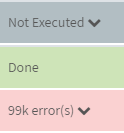 Not Executed
Done
99k error(s)